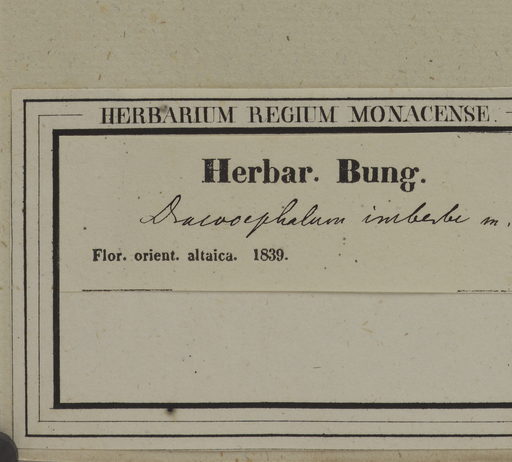 HERBARIUM REGIUM MONACENSE.
Herbar. Bung.
Dracocephalum imberbe m.
Flor. orient. altaica. 1839.